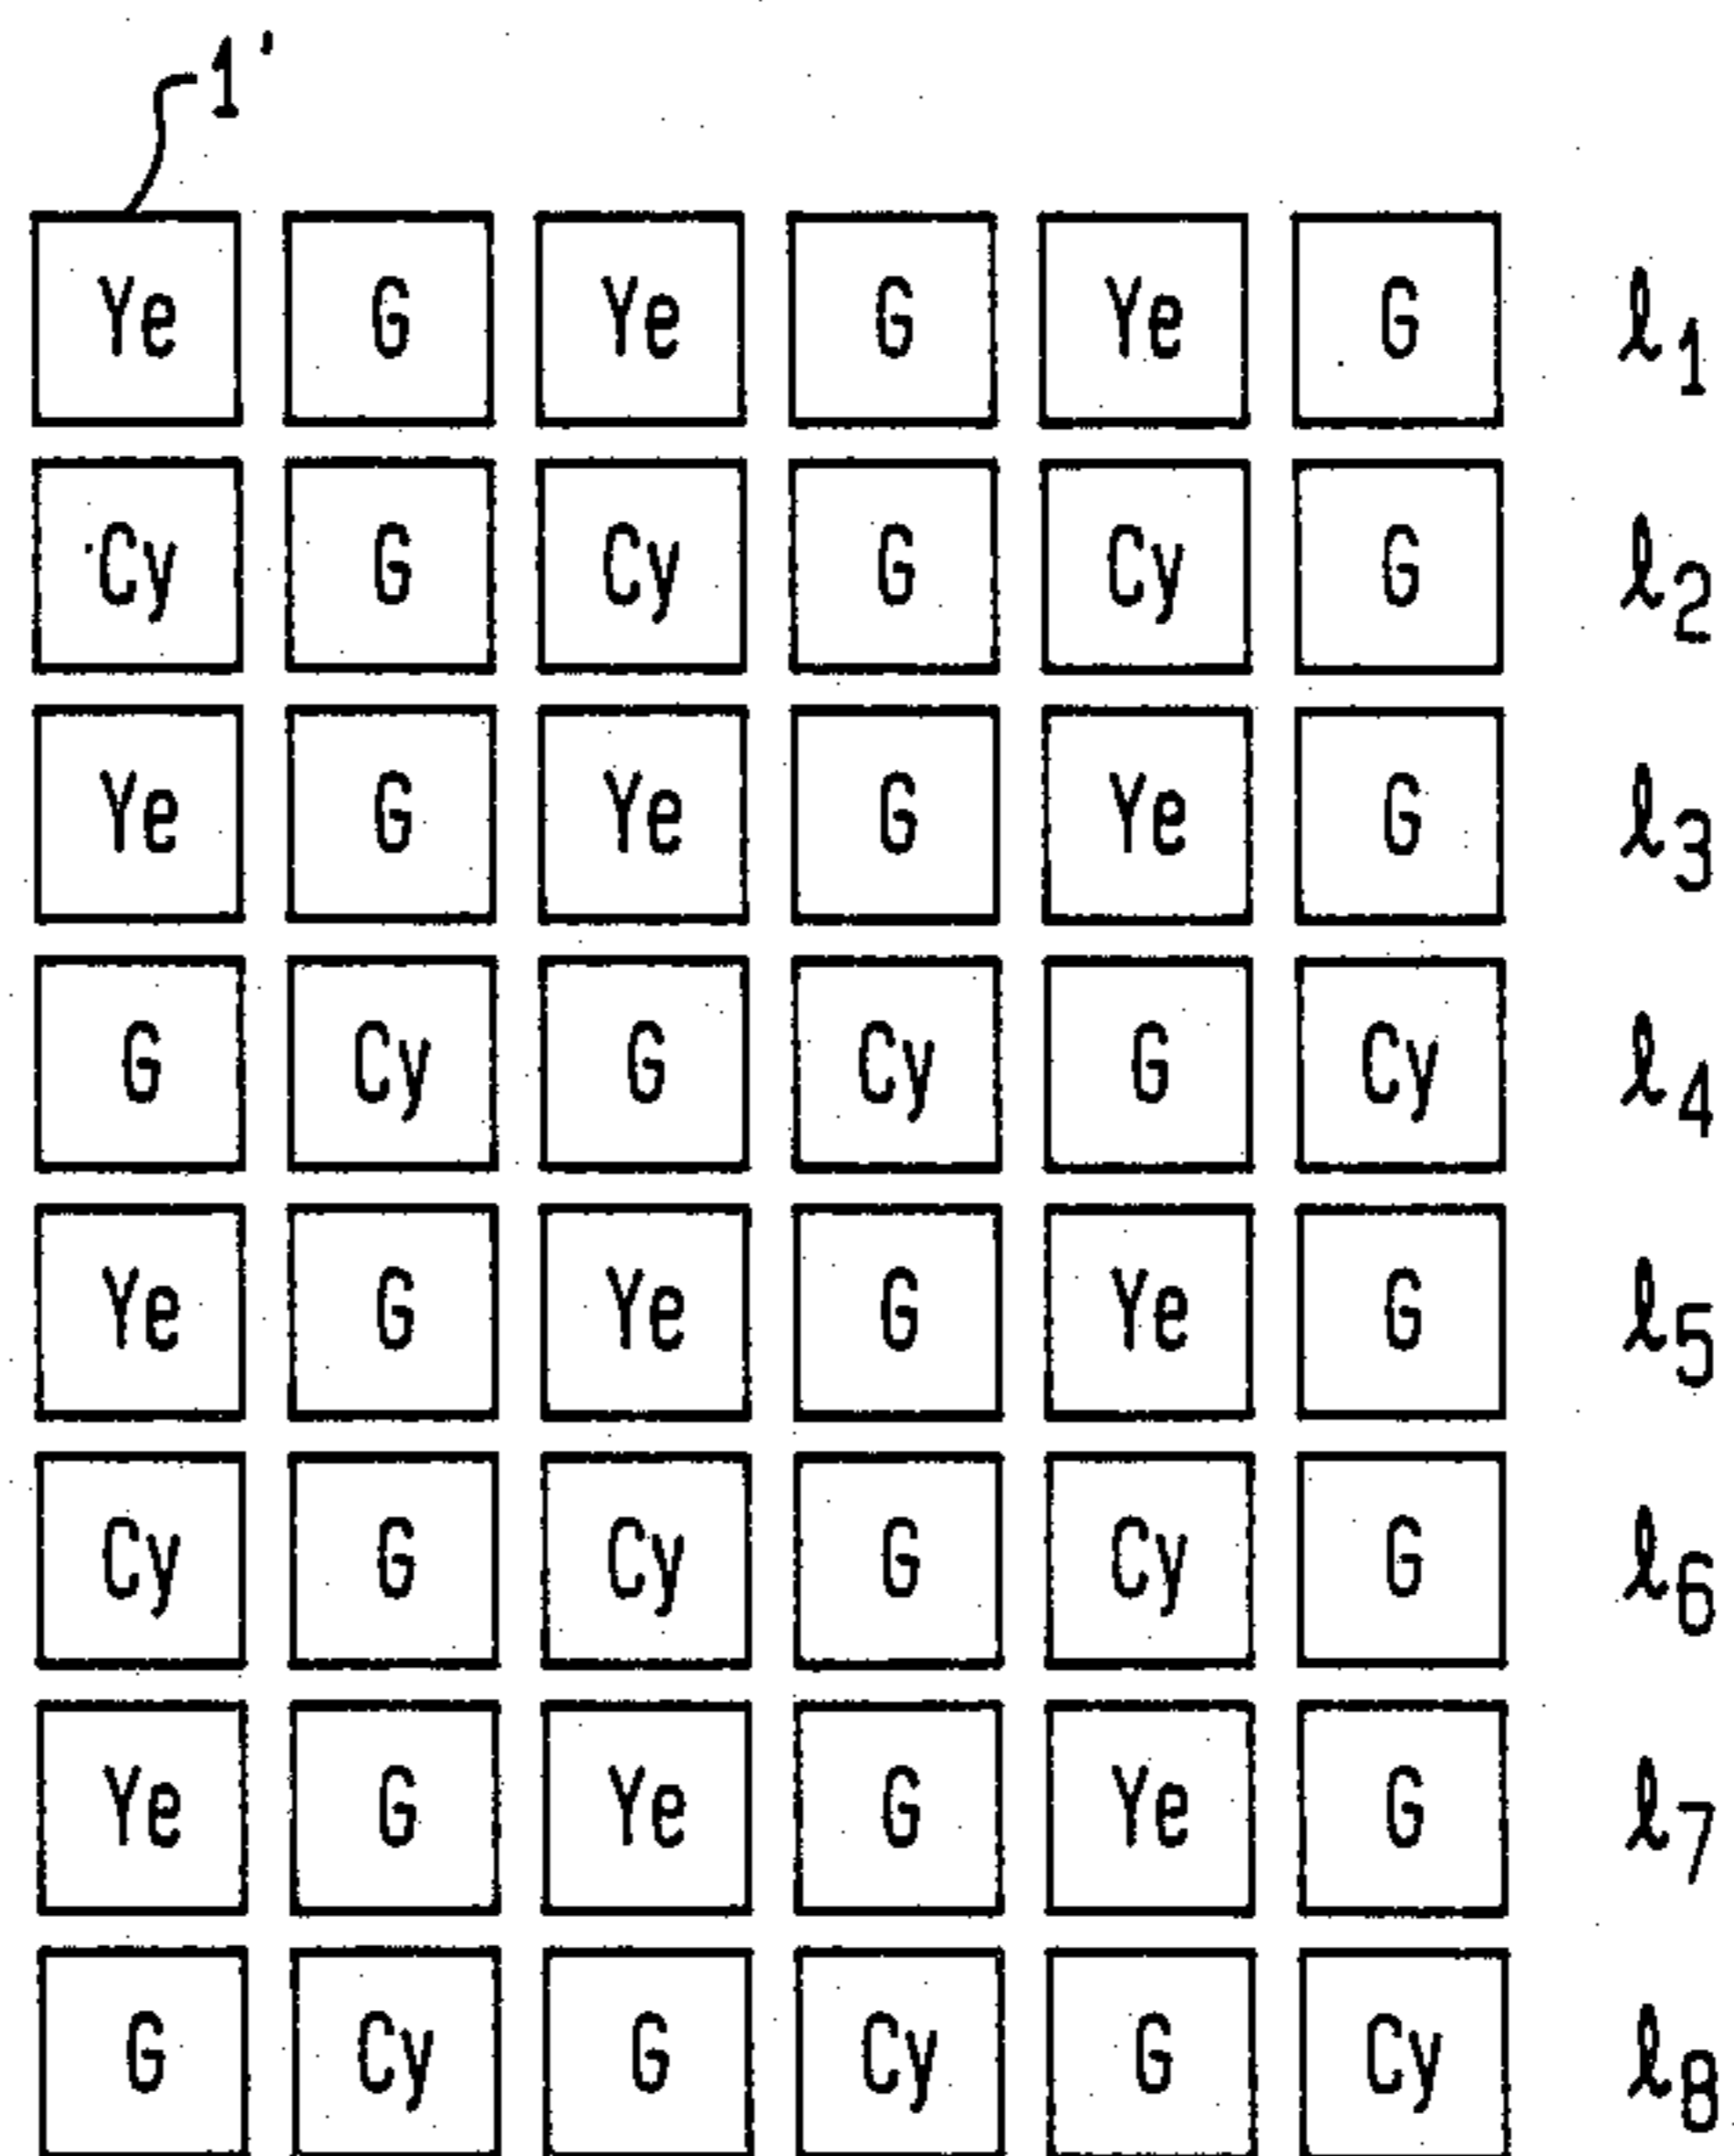 1'
Ye G Ye G Ye G ℓ1
Cy G Cy G Cy G ℓ2
Ye G Ye G Ye G ℓ3
G Cy G Cy G Cy ℓ4
Ye G Ye G Ye G ℓ5
Cy G Cy G Cy G ℓ6
Ye G Ye G Ye G ℓ7
G Cy G Cy G Cy ℓ8